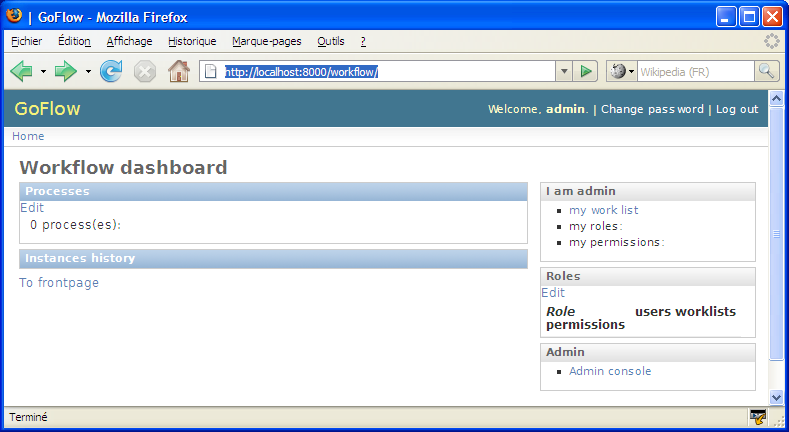 | GoFlow - Mozilla Firefox
Fichier Édition Affichage Historique Marque-pages Outils ?
http://localhost:8000/workflow/ Wikipedia (FR)
GoFlow Welcome, admin. | Change password | Log out
Home
Workflow dashboard
Processes
Edit
0 process(es):
Instances history
To frontpage
I am admin
my work list
my roles:
my permissions:
Roles
Edit
Role users worklists
permissions
Admin
Admin console
Terminé